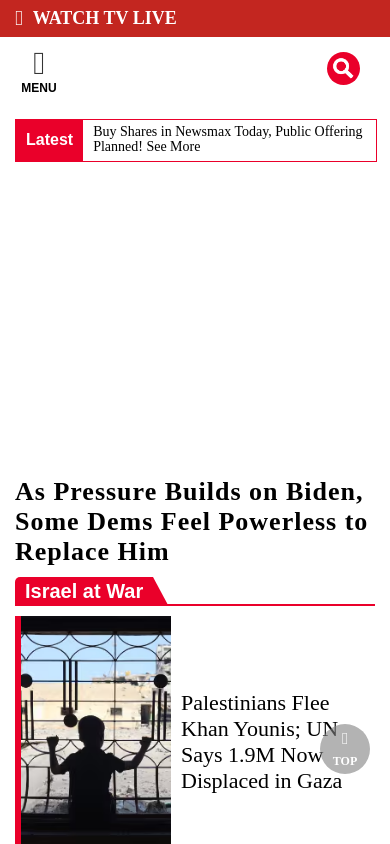 WATCH TV LIVE
MENU
Latest
Buy Shares in Newsmax Today, Public Offering
Planned! See More
As Pressure Builds on Biden,
Some Dems Feel Powerless to
Replace Him
Israel at War
Palestinians Flee
Khan Younis; UN
Says 1.9M Now
Displaced in Gaza
TOP